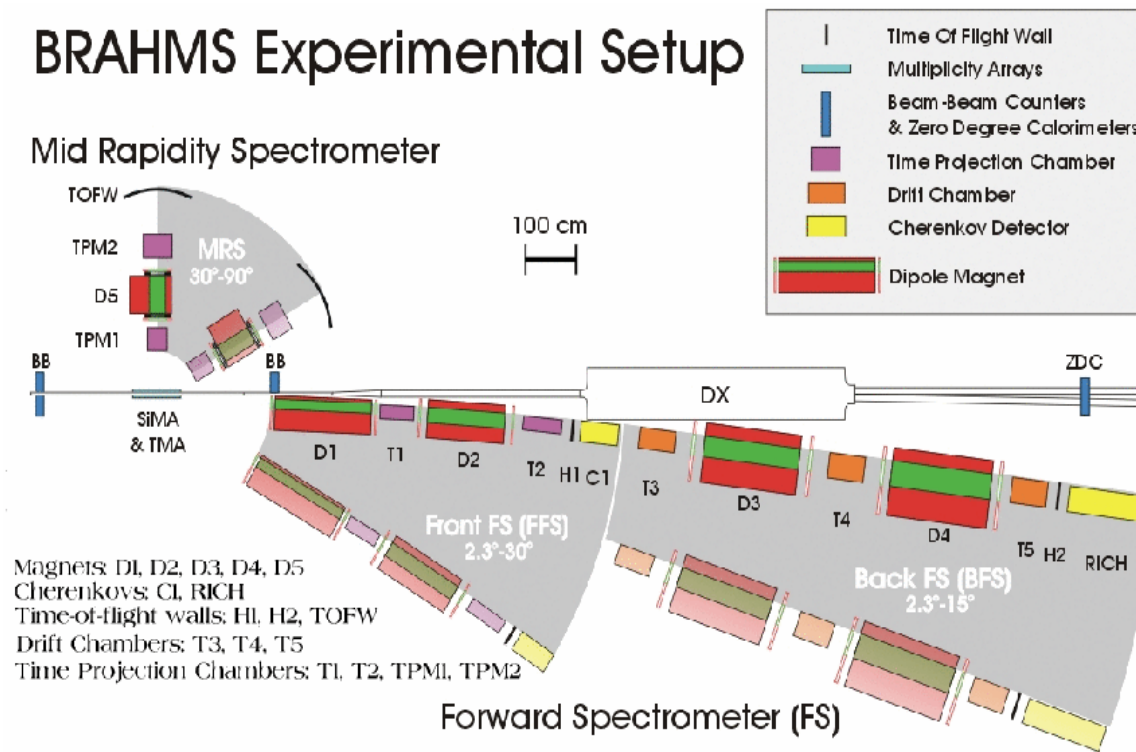 BRAHMS Experimental Setup
Time Of Flight Wall
Multiplicity Arrays
Beam-Beam Counters
& Zero Degree Calorimeters
Time Projection Chamber
Drift Chamber
Cherenkov Detector
Dipole Magnet
Mid Rapidity Spectrometer
TOFW
TPM2
MRS
30°-90°
D5
TPM1
100 cm
BB
BB
ZDC
DX
SiMA
& TMA
D1
T1
D2
T2
H1
C1
T3
D3
T4
D4
T5
H2
RICH
Front FS (FFS)
2.3°-30°
Back FS (BFS)
2.3°-15°
Magnets: D1, D2, D3, D4, D5
Cherenkovs: C1, RICH
Time-of-flight walls: H1, H2, TOFW
Drift Chambers: T3, T4, T5
Time Projection Chambers: T1, T2, TPM1, TPM2
Forward Spectrometer (FS)